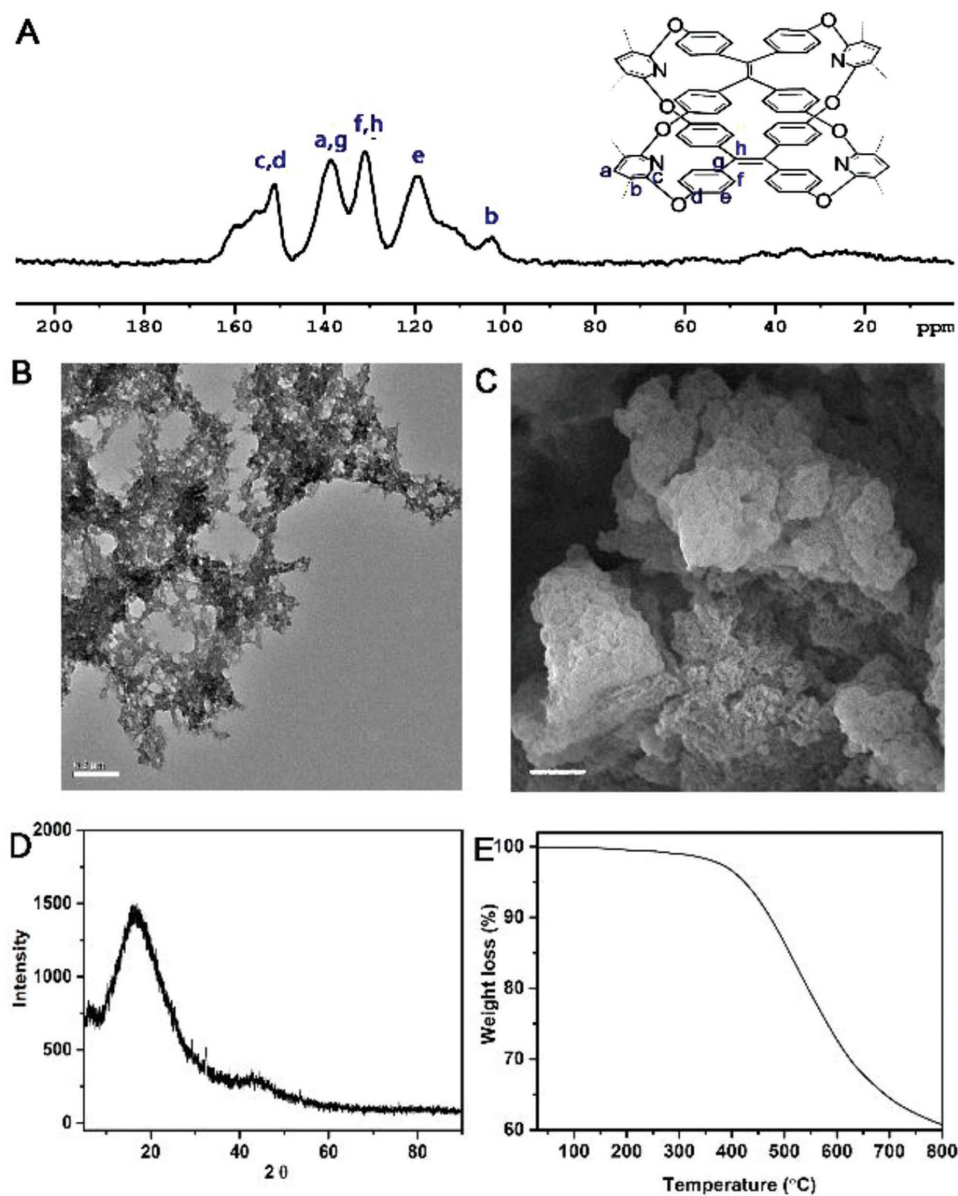 A
O
O
O
O
N
N
O
O
O
O
N
N
O
O
c,d
a,g
f,h
e
b
h
g
f
a
b
c
d
e
200 180 160 140 120 100 80 60 40 20 ppm
B
C
D
2000
1500
1000
500
0
Intensity
20 40 60 80
2 θ
E
100
90
80
70
60
Weight loss (%)
100 200 300 400 500 600 700 800
Temperature (°C)